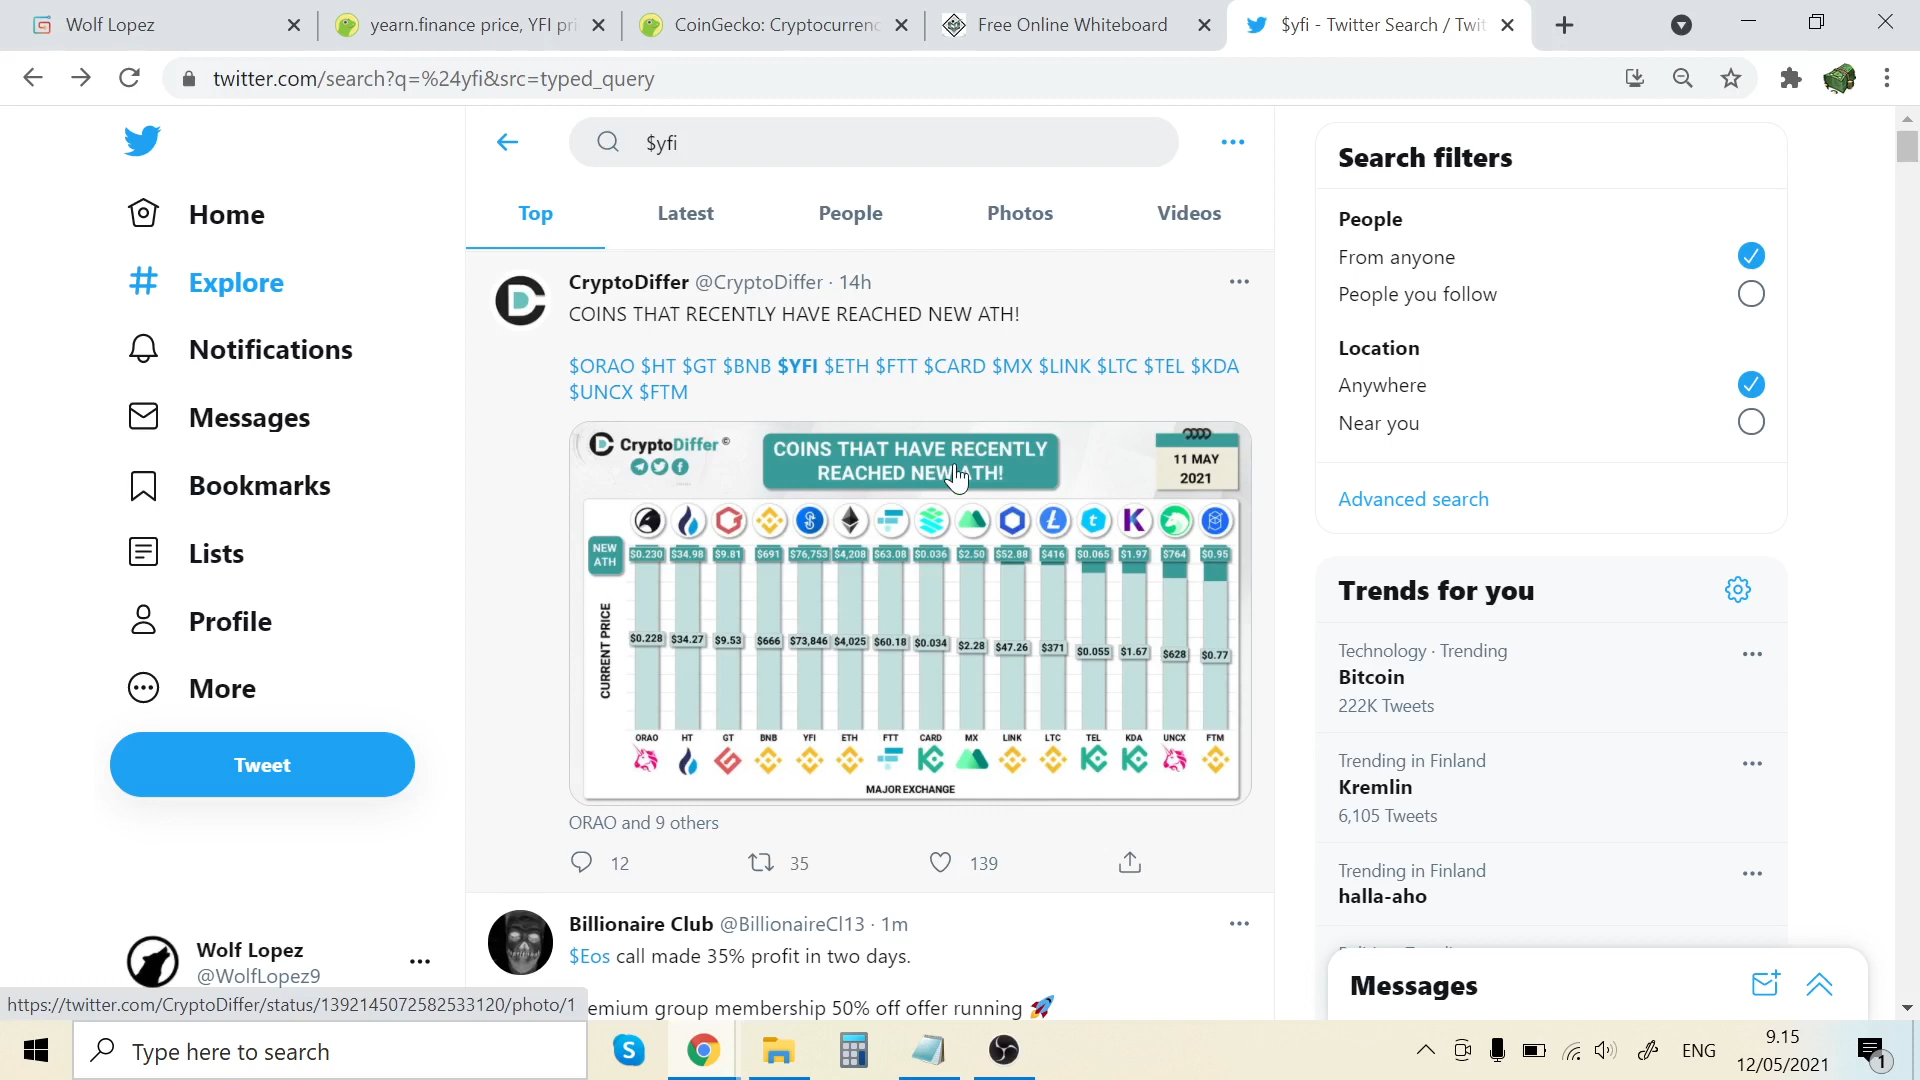 Wolf Lopez
yearn.finance price, YFI pri
CoinGecko: Cryptocurrenc
Free Online Whiteboard
$yfi - Twitter Search / Twit
twitter.com/search?q=%24yfi&src=typed_query
Home
Explore
Notifications
Messages
Bookmarks
Lists
Profile
More
Tweet
Wolf Lopez
@WolfLopez9
https://twitter.com/CryptoDiffer/status/1392145072582533120/photo/1
$yfi
Top Latest People Photos Videos
CryptoDiffer @CryptoDiffer · 14h
COINS THAT RECENTLY HAVE REACHED NEW ATH!
$ORAO $HT $GT $BNB $YFI $ETH $FTT $CARD $MX $LINK $LTC $TEL $KDA
$UNCX $FTM
CryptoDiffer ©
COINS THAT HAVE RECENTLY
REACHED NEW ATH!
11 MAY
2021
NEW
ATH
$0.230 $34.98 $9.81 $691 $76,753 $4,208 $63.08 $0.036 $2.50 $52.88 $416 $0.065 $1.97 $764 $0.95
CURRENT PRICE
$0.228 $34.27 $9.53 $666 $73,846 $4,025 $60.18 $0.034 $2.28 $47.26 $371 $0.055 $1.67 $628 $0.77
ORAO HT GT BNB YFI ETH FTT CARD MX LINK LTC TEL KDA UNCX FTM
MAJOR EXCHANGE
ORAO and 9 others
12 35 139
Billionaire Club @BillionaireCl13 · 1m
$Eos call made 35% profit in two days.
emium group membership 50% off offer running
Search filters
People
From anyone
People you follow
Location
Anywhere
Near you
Advanced search
Trends for you
Technology · Trending
Bitcoin
222K Tweets
Trending in Finland
Kremlin
6,105 Tweets
Trending in Finland
halla-aho
Messages
Type here to search
ENG
9.15
12/05/2021
1